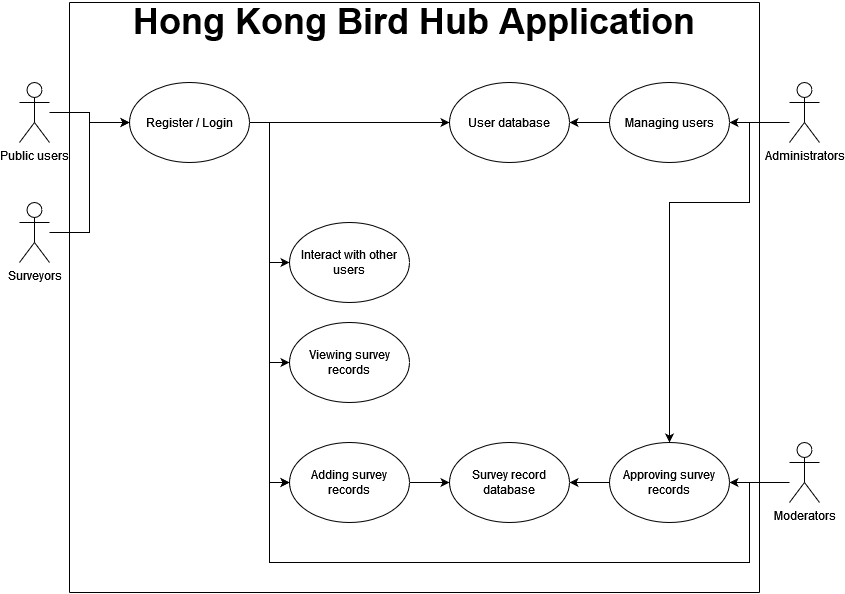 Hong Kong Bird Hub Application
Register / Login
User database
Managing users
Public users
Administrators
Surveyors
Interact with other
users
Viewing survey
records
Adding survey
records
Survey record
database
Approving survey
records
Moderators